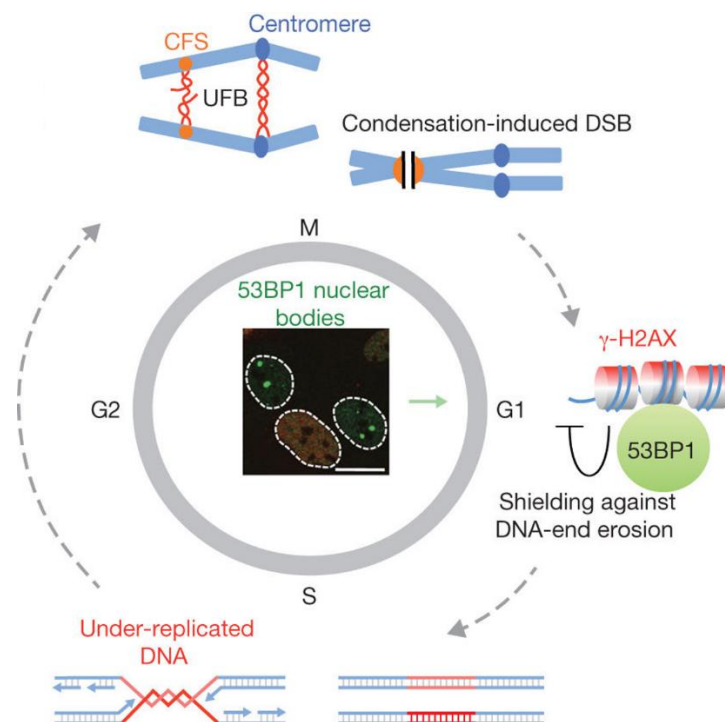 Centromere
CFS
UFB
Condensation-induced DSB
M
53BP1 nuclear
bodies
γ-H2AX
G2
G1
53BP1
Shielding against
DNA-end erosion
S
Under-replicated
DNA